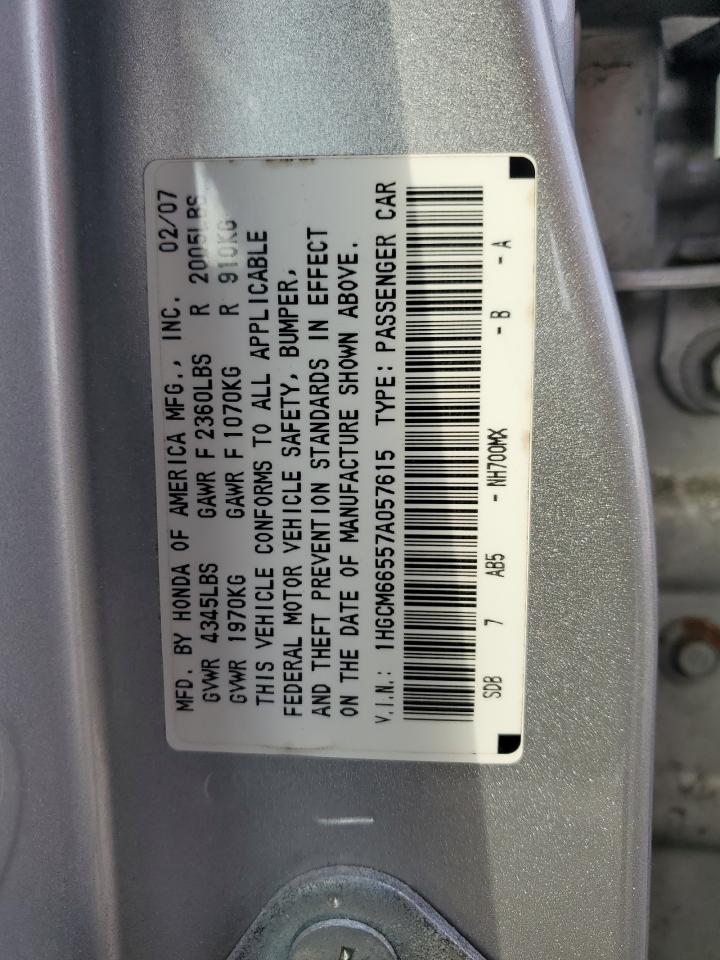 MFD. BY HONDA OF AMERICA MFG., INC. 02/07
GVWR 4345LBS GAWR F 2360LBS R 2005LBS
GVWR 1970KG GAWR F 1070KG R 910KG
THIS VEHICLE CONFORMS TO ALL APPLICABLE
FEDERAL MOTOR VEHICLE SAFETY, BUMPER,
AND THEFT PREVENTION STANDARDS IN EFFECT
ON THE DATE OF MANUFACTURE SHOWN ABOVE.
V.I.N.: 1HGCM66557A057615 TYPE: PASSENGER CAR
SDB 7 AB5 - NH700MX - B - A